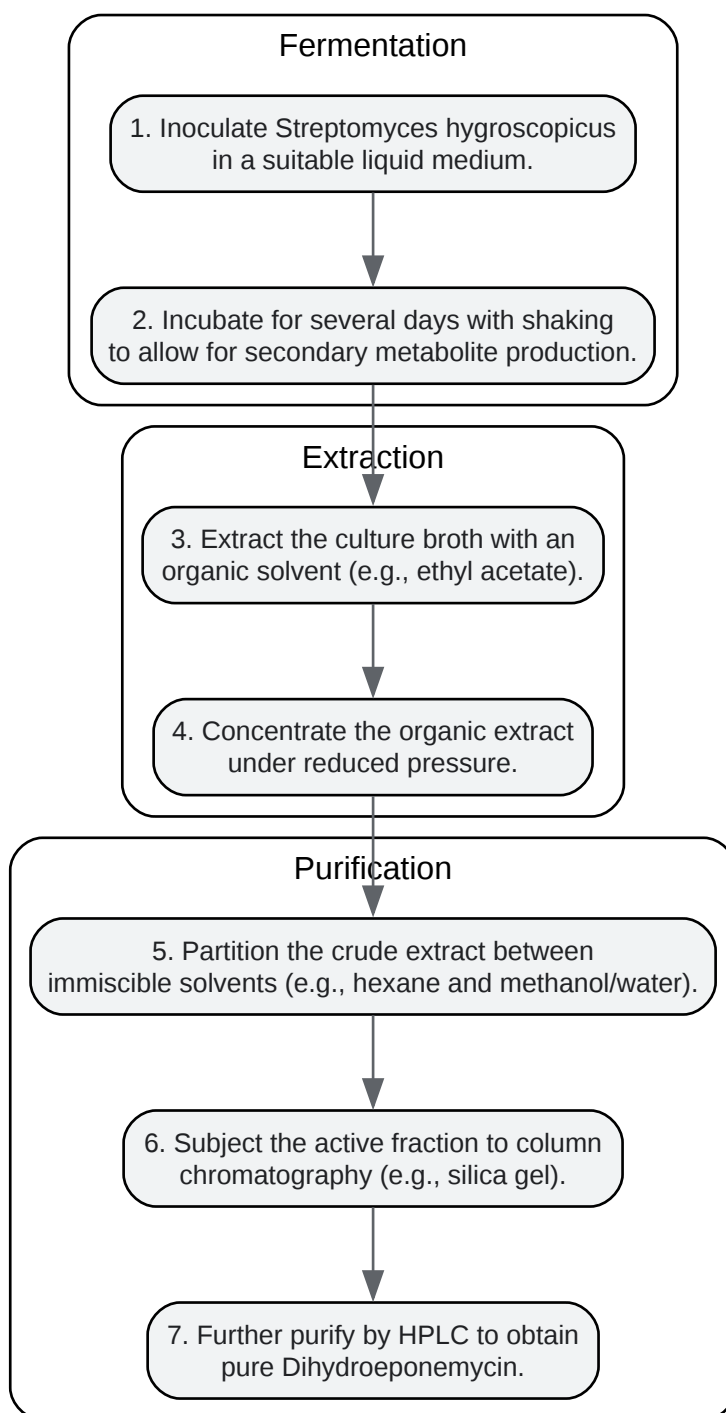 Fermentation
1. Inoculate Streptomyces hygroscopicus
in a suitable liquid medium.
2. Incubate for several days with shaking
to allow for secondary metabolite production.
Extraction
3. Extract the culture broth with an
organic solvent (e.g., ethyl acetate).
4. Concentrate the organic extract
under reduced pressure.
Purification
5. Partition the crude extract between
immiscible solvents (e.g., hexane and methanol/water).
6. Subject the active fraction to column
chromatography (e.g., silica gel).
7. Further purify by HPLC to obtain
pure Dihydroeponemycin.